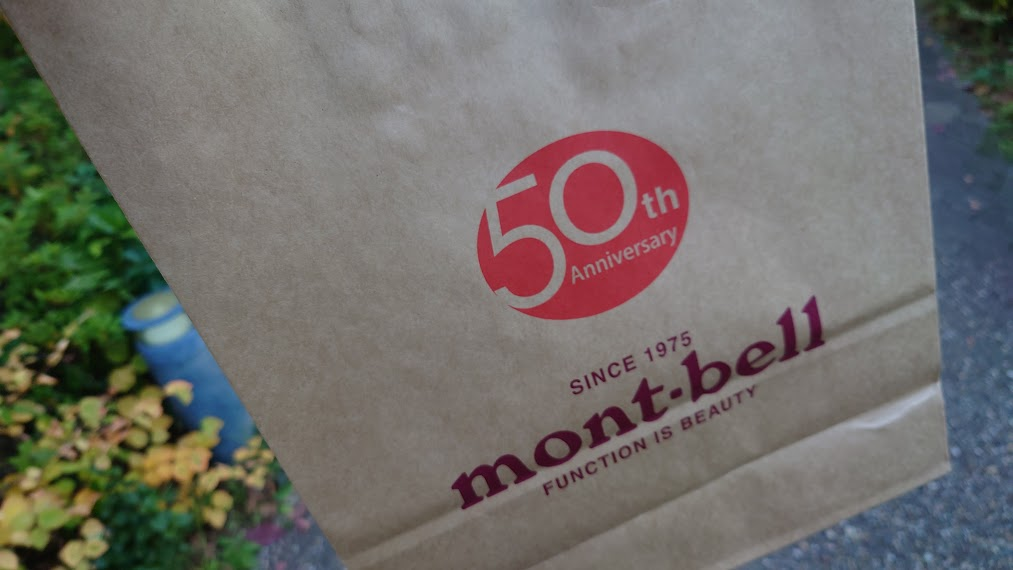 50th
Anniversary
SINCE 1975
mont-bell
FUNCTION IS BEAUTY